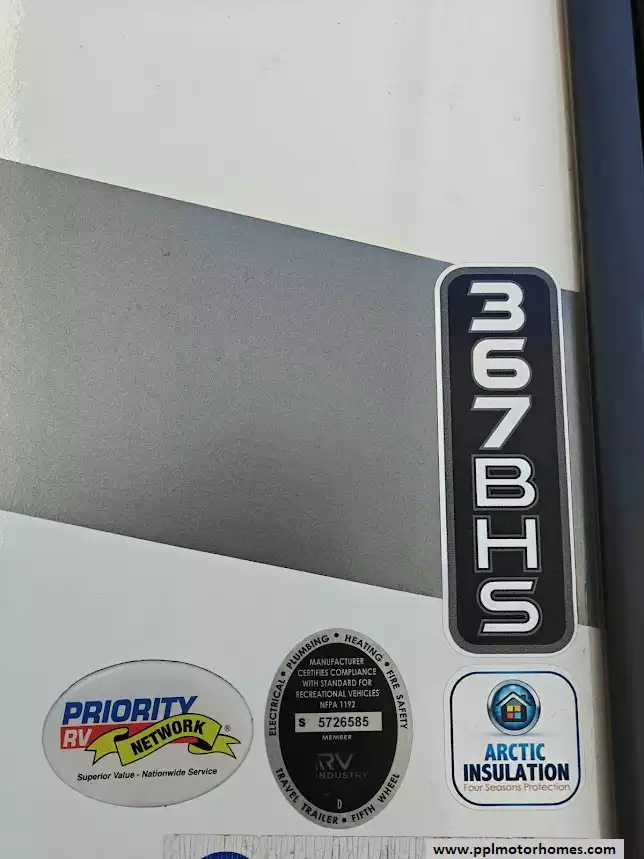 367BHS
PRIORITY
RV NETWORK ®
Superior Value - Nationwide Service
ELECTRICAL • PLUMBING • HEATING • FIRE SAFETY
MANUFACTURER
CERTIFIES COMPLIANCE
WITH STANDARD FOR
RECREATIONAL VEHICLES
NFPA 1192
S 5726585
MEMBER
RV
INDUSTRY
D
TRAVEL TRAILER • FIFTH WHEEL
ARCTIC
INSULATION
Four Seasons Protection
www.pplmotorhomes.com